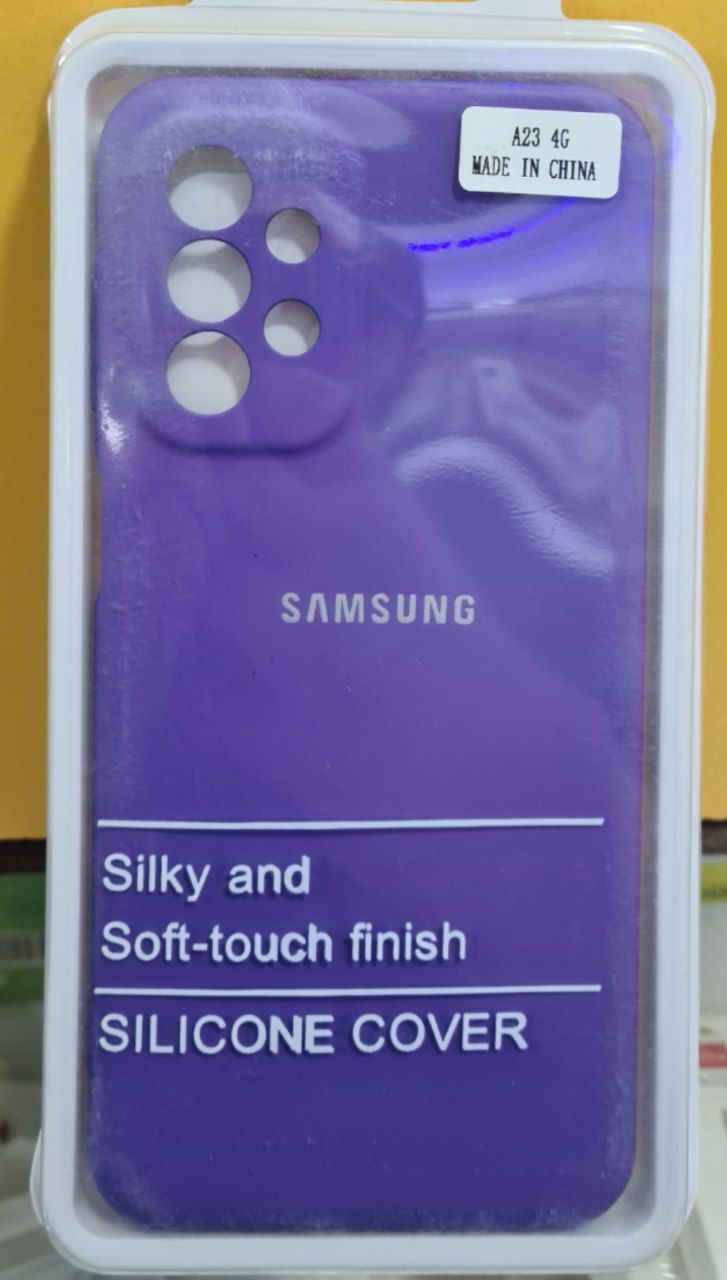 A23 4G
MADE IN CHINA
SAMSUNG
Silky and
Soft-touch finish
SILICONE COVER